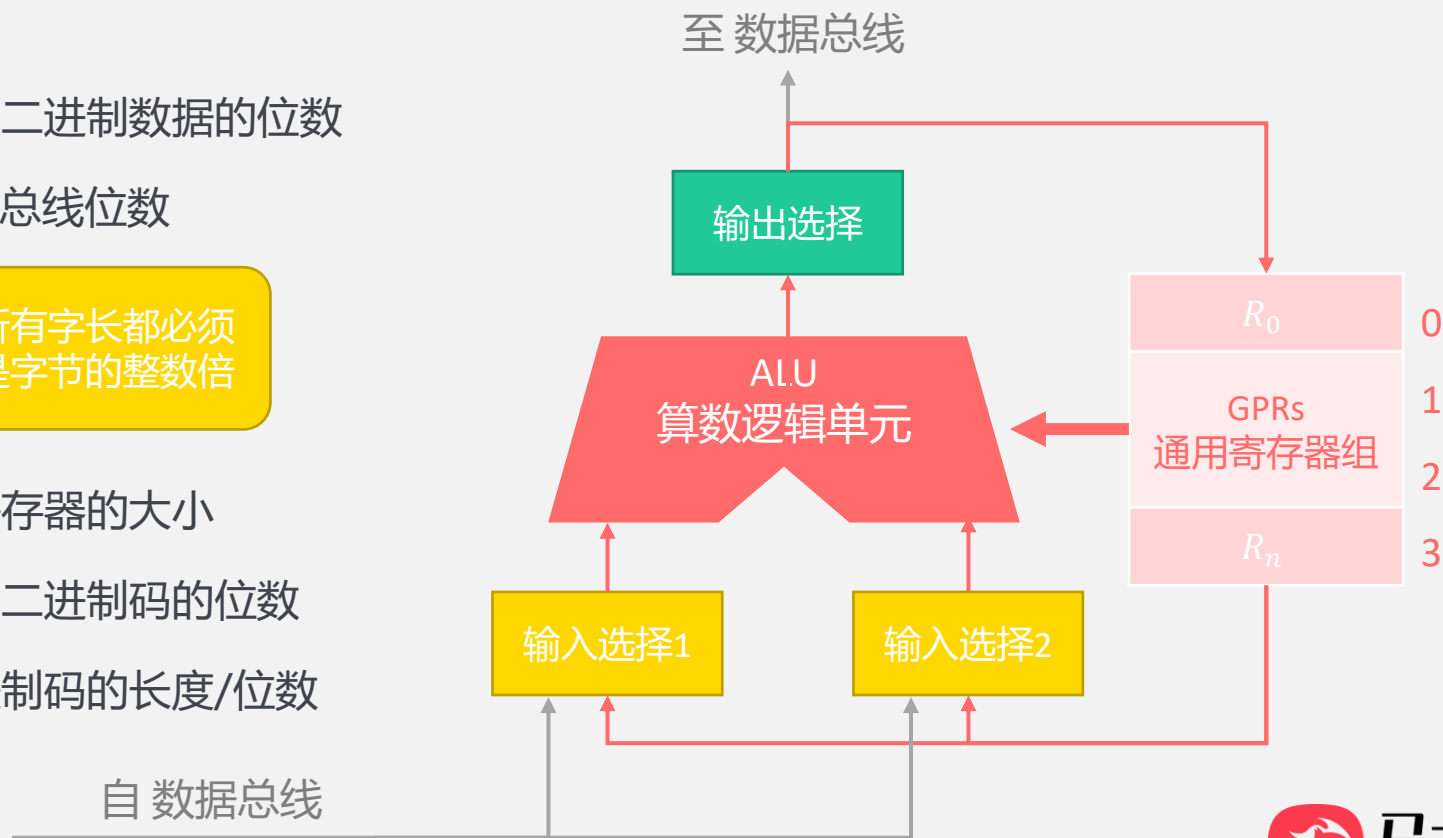 至 数据总线
二进制数据的位数
总线位数
输出选择
所有字长都必须
是字节的整数倍
R₀
0
ALU
算数逻辑单元
GPRs
通用寄存器组
1
2
存器的大小
Rₙ
3
二进制码的位数
输入选择1
输入选择2
制码的长度/位数
自 数据总线